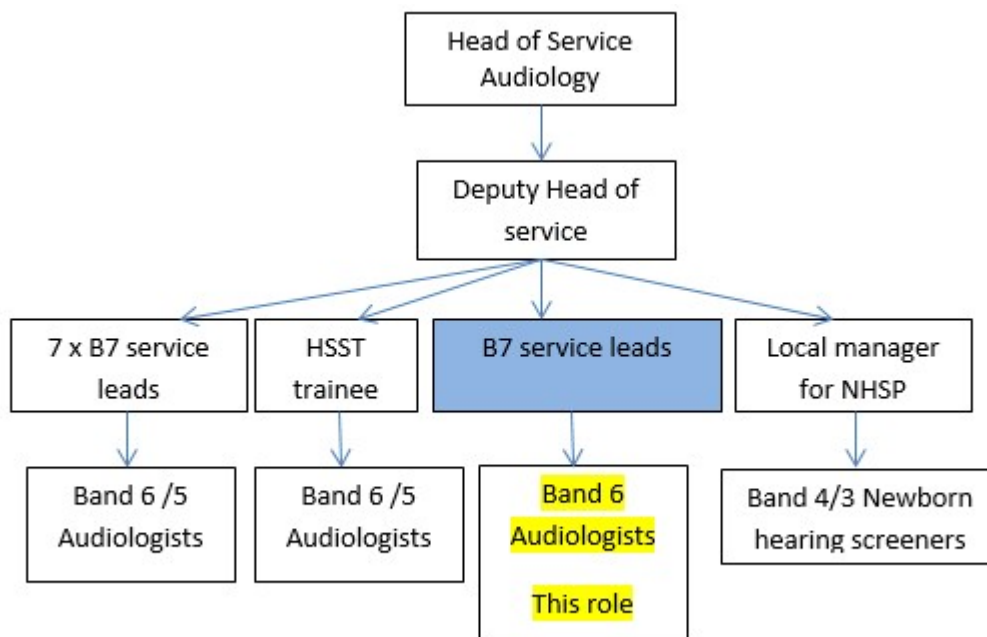 Head of Service
Audiology
Deputy Head of
service
7 x B7 service
leads
HSST
trainee
B7 service leads
Local manager
for NHSP
Band 6 /5
Audiologists
Band 6 /5
Audiologists
Band 6
Audiologists
This role
Band 4/3 Newborn
hearing screeners